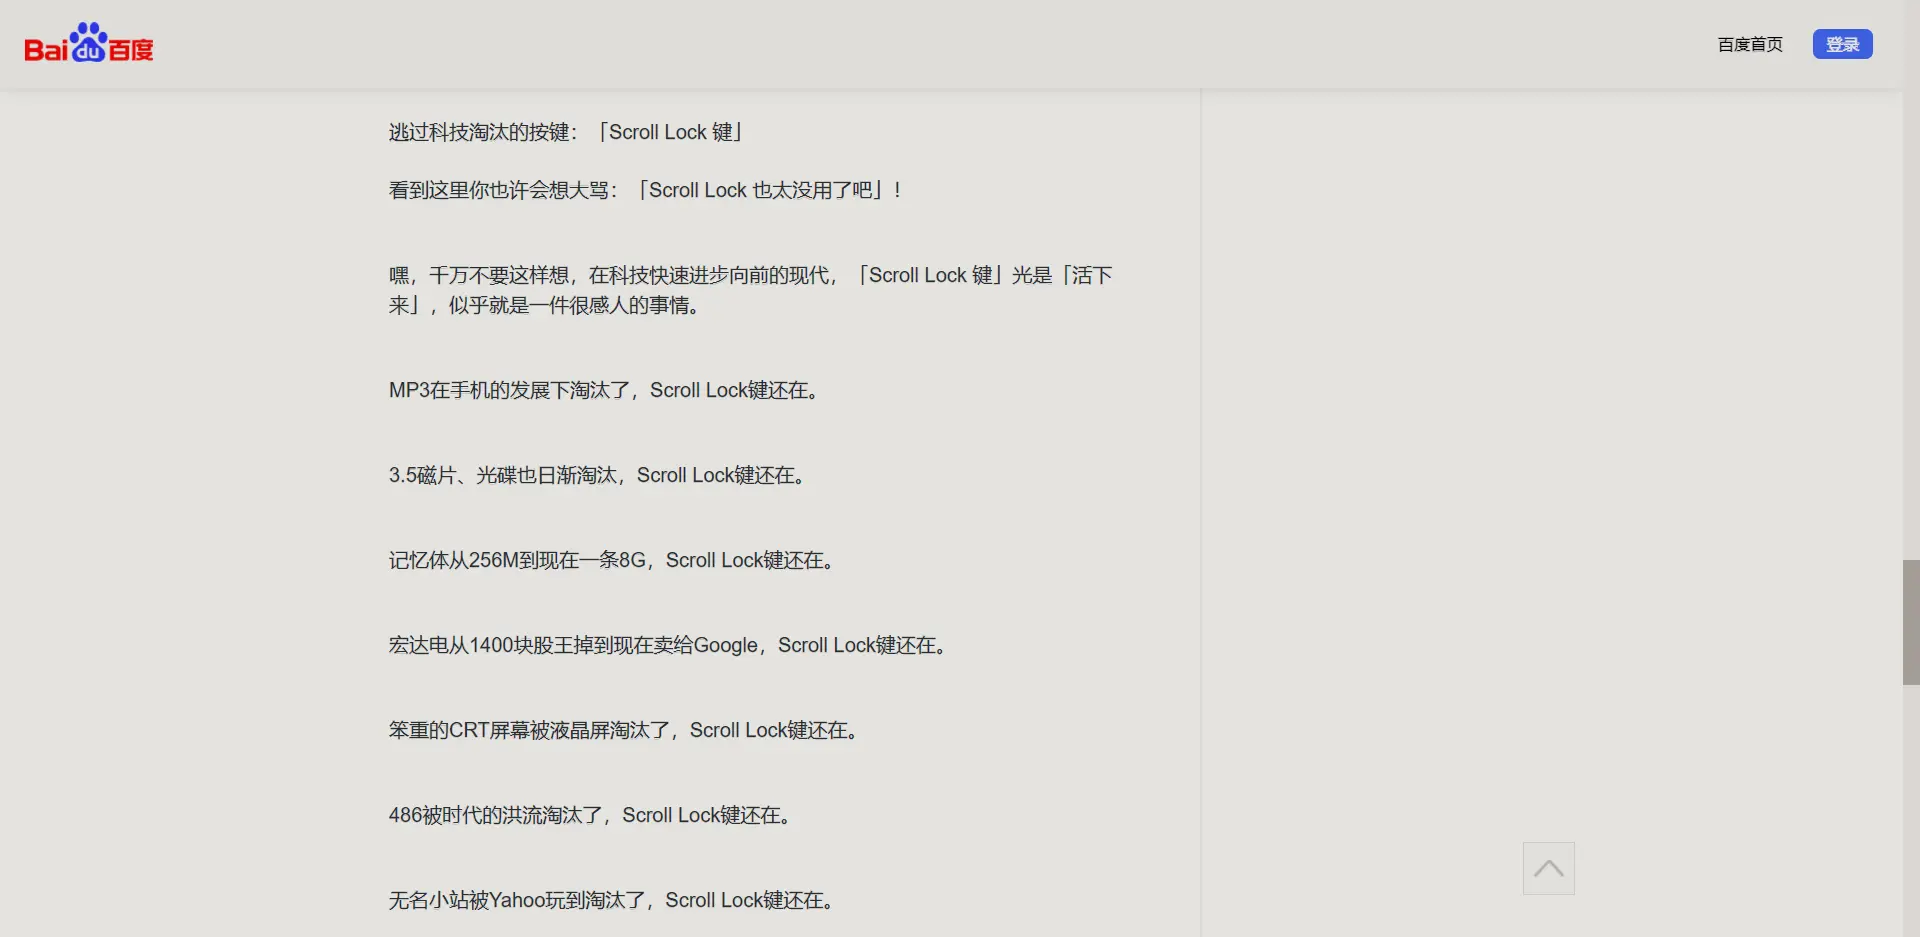 Bai du 百度
百度首页
登录
逃过科技淘汰的按键：「Scroll Lock 键」
看到这里你也许会想大骂：「Scroll Lock 也太没用了吧」!
嘿，千万不要这样想，在科技快速进步向前的现代，「Scroll Lock 键」光是「活下
来」，似乎就是一件很感人的事情。
MP3在手机的发展下淘汰了，Scroll Lock键还在。
3.5磁片、光碟也日渐淘汰，Scroll Lock键还在。
记忆体从256M到现在一条8G，Scroll Lock键还在。
宏达电从1400块股王掉到现在卖给Google，Scroll Lock键还在。
笨重的CRT屏幕被液晶屏淘汰了，Scroll Lock键还在。
486被时代的洪流淘汰了，Scroll Lock键还在。
无名小站被Yahoo玩到淘汰了，Scroll Lock键还在。